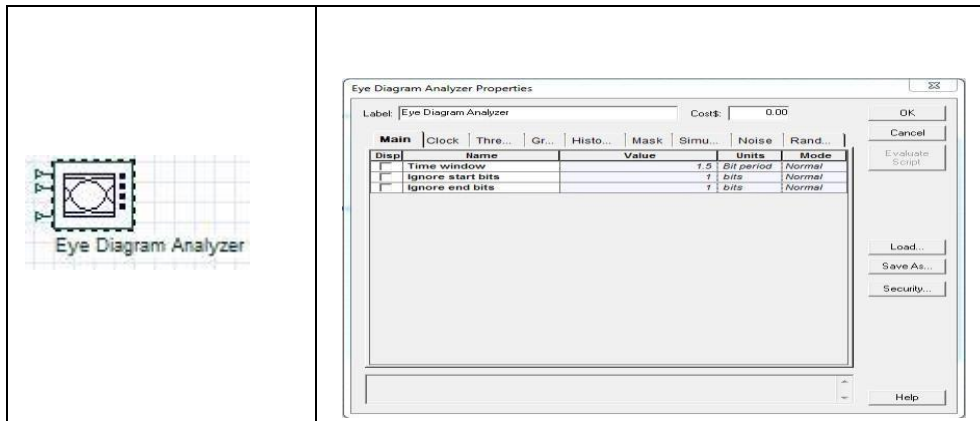 Eye Diagram Analyzer
Eye Diagram Analyzer Properties
Label: Eye Diagram Analyzer Cost$: 0.00
OK
Cancel
Evaluate
Script
Main Clock Thre... Gr... Histo... Mask Simu... Noise Rand...
Disp Name Value Units Mode
Time window 1.5 Bit period Normal
Ignore start bits 1 bits Normal
Ignore end bits 1 bits Normal
Load...
Save As...
Security...
Help